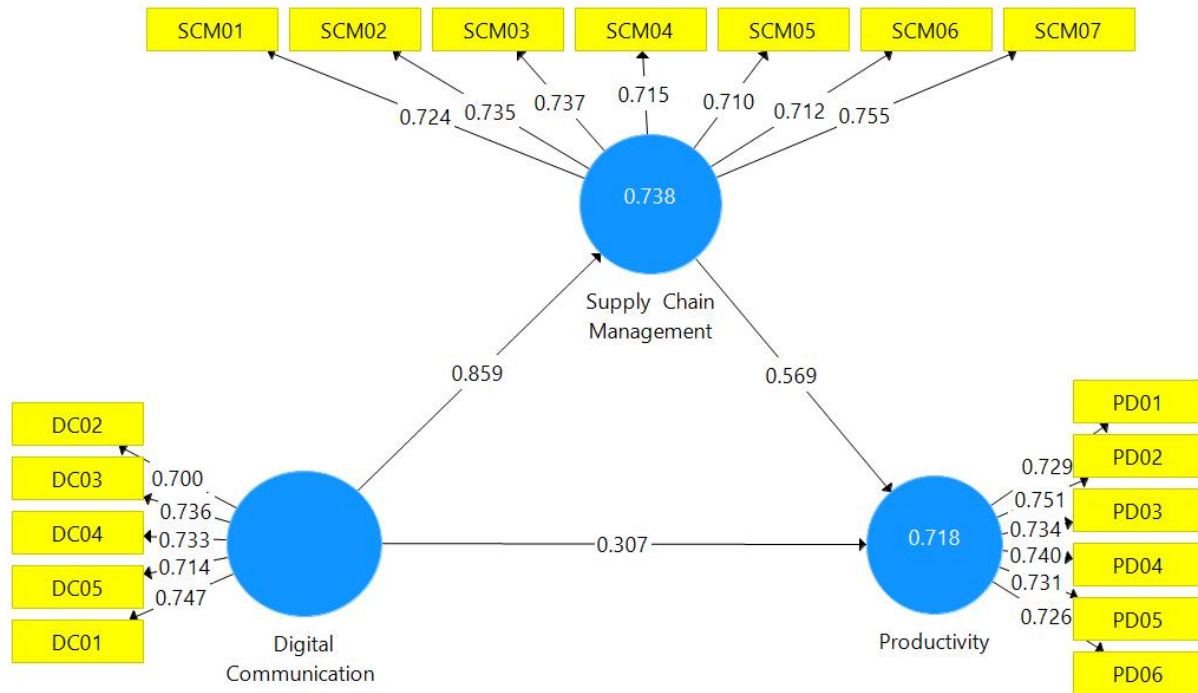 SCM01
SCM02
SCM03
SCM04
SCM05
SCM06
SCM07
0.724
0.735
0.737
0.715
0.710
0.712
0.755
0.738
Supply Chain
Management
0.859
0.569
DC02
DC03
DC04
DC05
DC01
0.700
0.736
0.733
0.714
0.747
Digital
Communication
0.307
0.718
Productivity
0.729
0.751
0.734
0.740
0.731
0.726
PD01
PD02
PD03
PD04
PD05
PD06